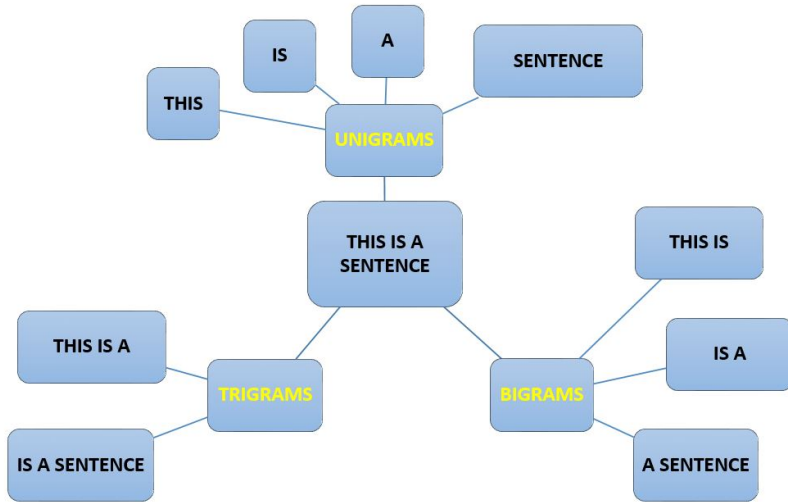 A
IS
SENTENCE
THIS
UNIGRAMS
THIS IS A
SENTENCE
THIS IS
THIS IS A
IS A
TRIGRAMS
BIGRAMS
IS A SENTENCE
A SENTENCE